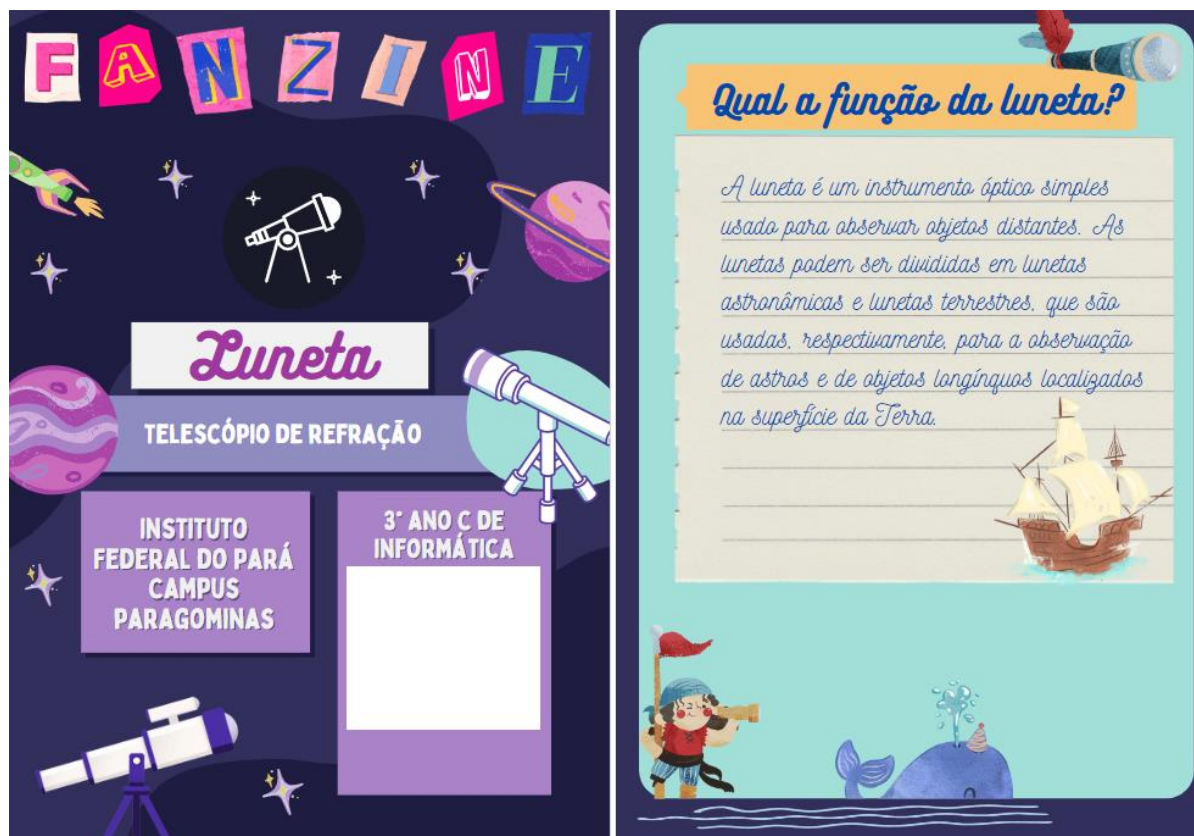 FANZINE
Luneta
TELESCÓPIO DE REFRAÇÃO
INSTITUTO
FEDERAL DO PARÁ
CAMPUS
PARAGOMINAS
3° ANO C DE
INFORMÁTICA
Qual a função da luneta?
A luneta é um instrumento óptico simples
usado para observar objetos distantes. As
lunetas podem ser divididas em lunetas
astronômicas e lunetas terrestres, que são
usadas, respectivamente, para a observação
de astros e de objetos longínquos localizados
na superfície da Terra.